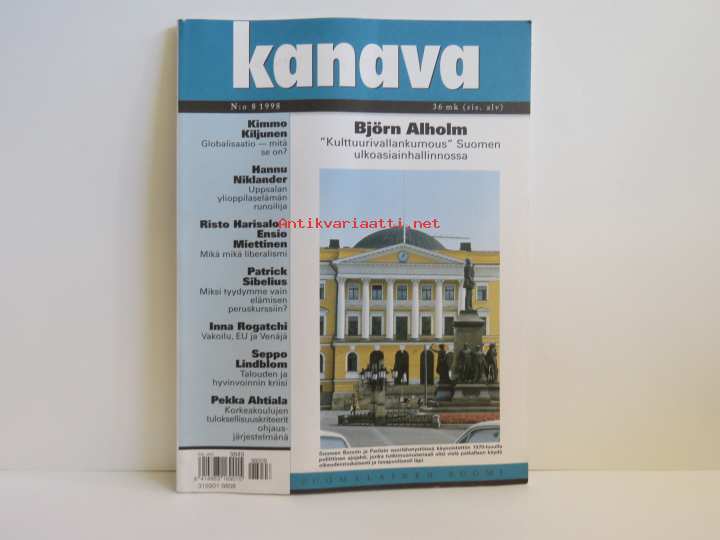 kanava
N:o 8 1998
36 mk (sis. alv)
Kimmo
Kiljunen
Globalisaatio — mitä
se on?
Hannu
Niklander
Uppsalan
ylioppilaselämän
runoilija
Risto Harisalo
Ensio
Miettinen
Mikä mikä liberalismi
Patrick
Sibelius
Miksi tyydymme vain
elämisen
peruskurssiin?
Inna Rogatchi
Vakoilu, EU ja Venäjä
Seppo
Lindblom
Talouden ja
hyvinvoinnin kriisi
Pekka Ahtiala
Korkeakoulujen
tuloksellisuuskriteerit
ohjaus-
järjestelmänä
Björn Alholm
"Kulttuurivallankumous" Suomen
ulkoasiainhallinnossa
Antikvariaatti.net
SUOMALAINEN SUOMI